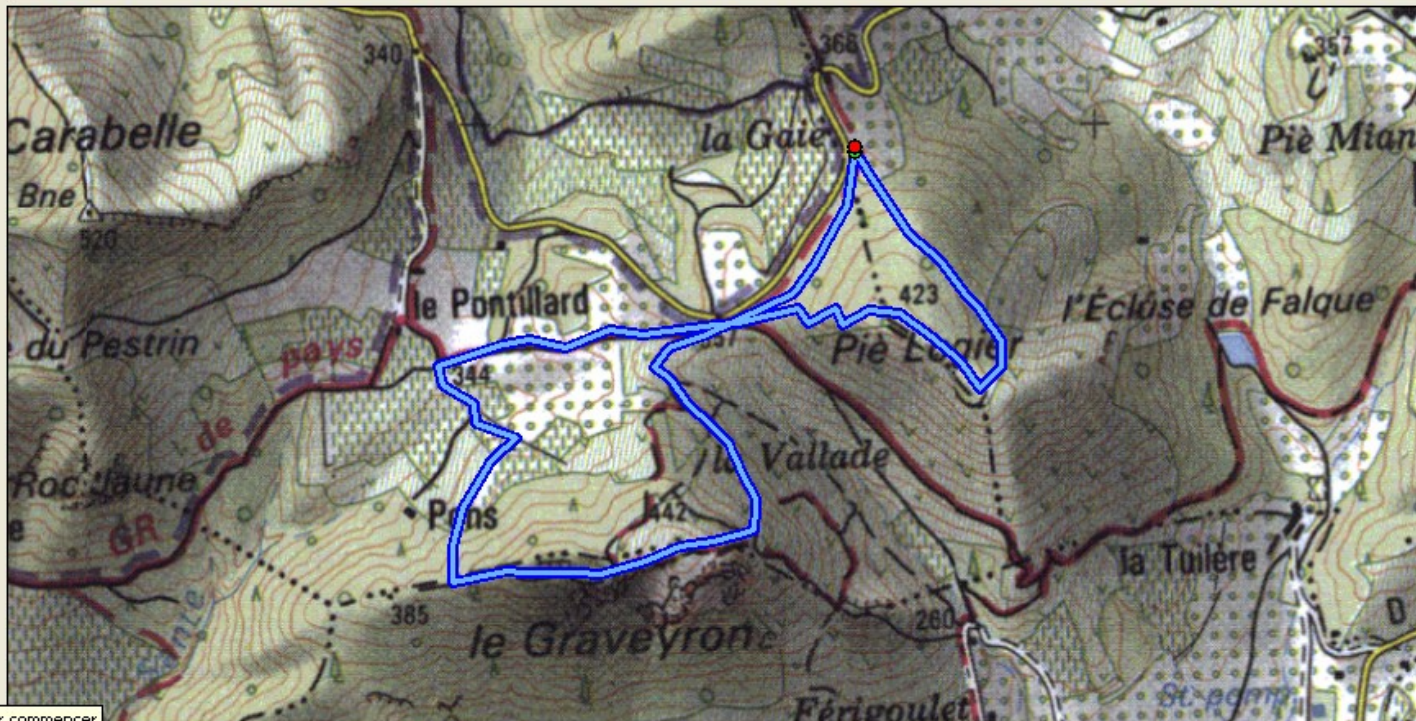 340
366
357
la Gaie
Piè Mian
Carabelle
Bne
520
423
l'Écluse de Falque
le Pontillard
du Pestrin
pays
Piè Logier
344
de
la Vallade
Roc Jaune
GR
Pons
442
la Tuilère
385
260
le Graveyron
D
Férigoulet
St. pomp.
r commencer